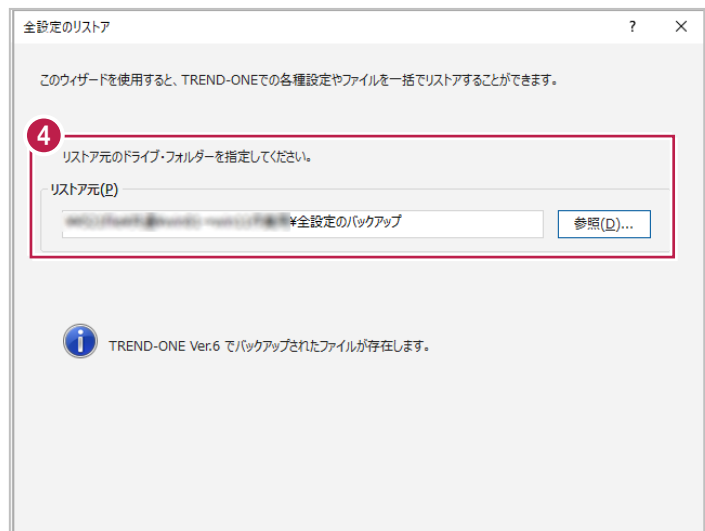 全設定のリストア
このウィザードを使用すると、TREND-ONEでの各種設定やファイルを一括でリストアすることができます。
4
リストア元のドライブ・フォルダーを指定してください。
リストア元(P)
¥全設定のバックアップ
参照(D)...
TREND-ONE Ver.6 でバックアップされたファイルが存在します。